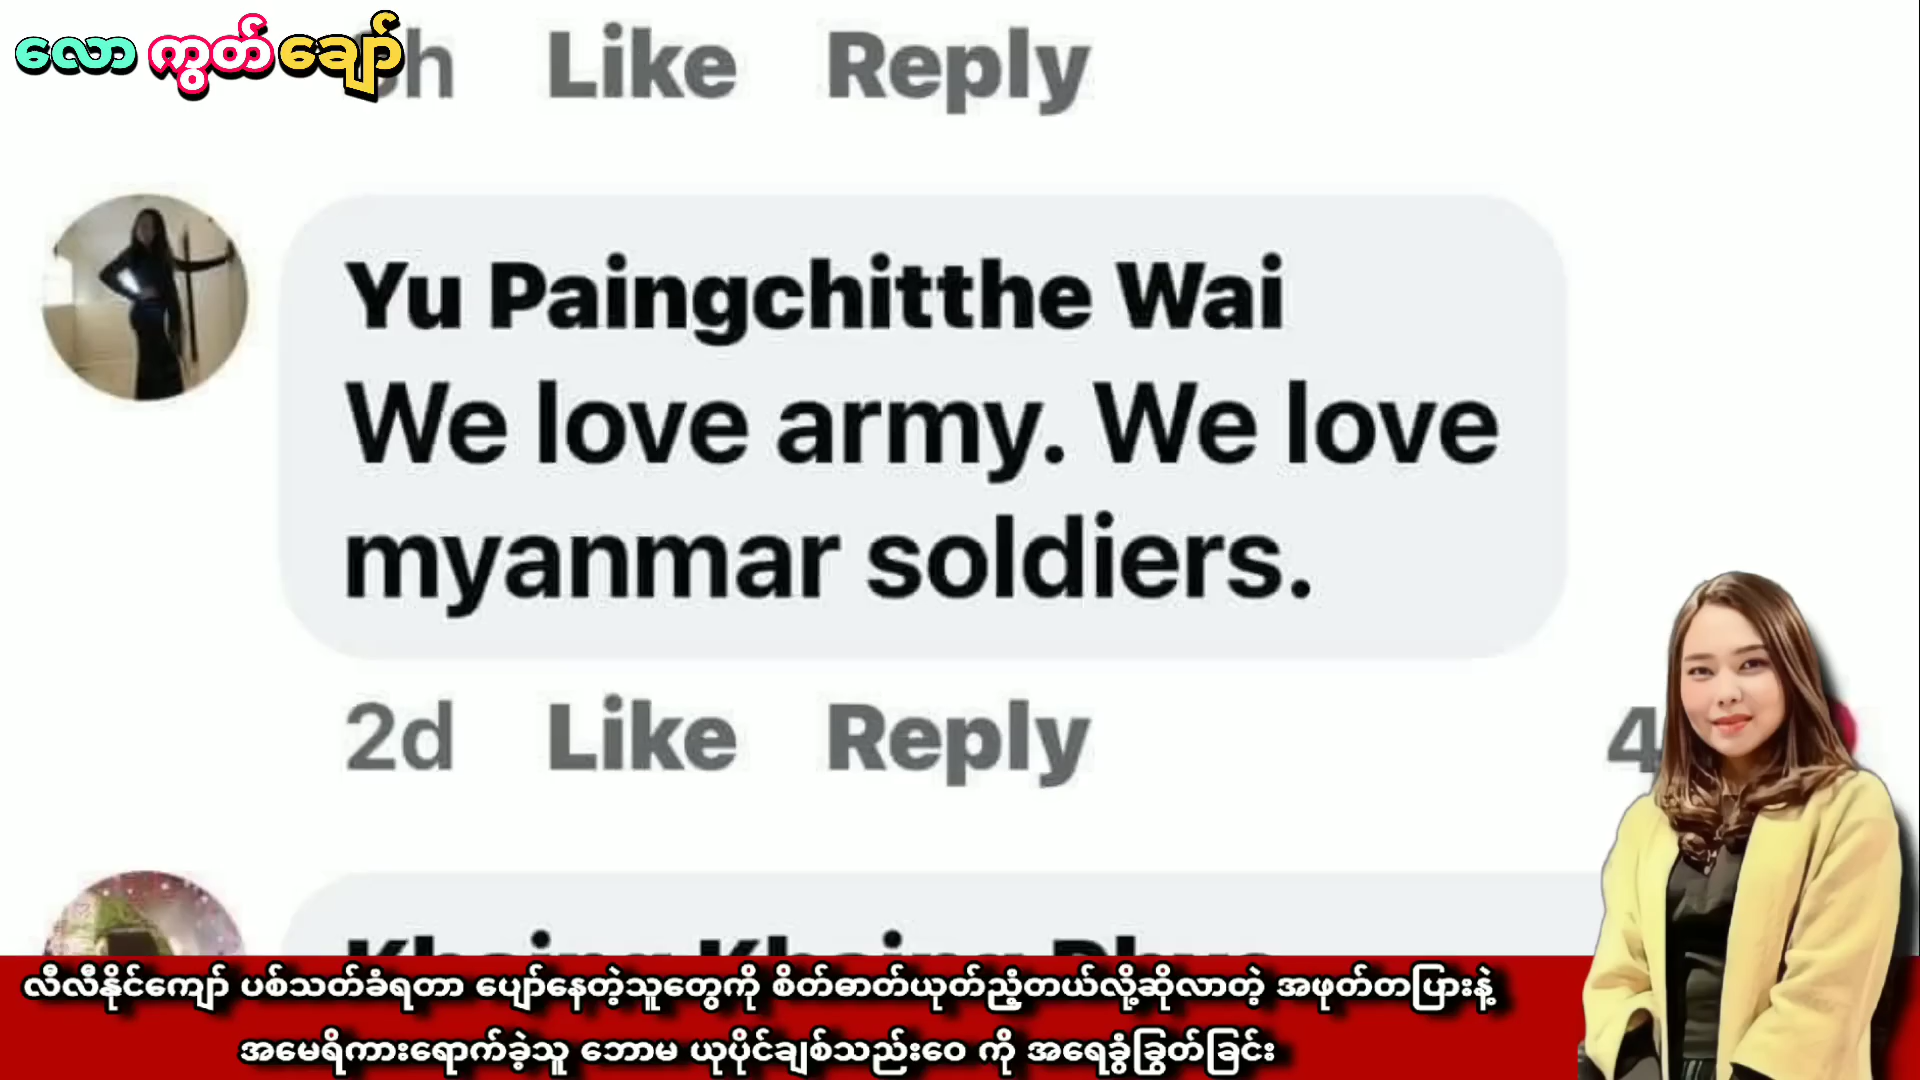 လော ကွတ် ချော်
h Like Reply
Yu Paingchitthe Wai
We love army. We love
myanmar soldiers.
2d Like Reply 4
လီလီနိုင်ကျော် ပစ်သတ်ခံရတာ ပျော်နေတဲ့သူတွေကို စိတ်ဓာတ်ယုတ်ညံ့တယ်လို့ဆိုလာတဲ့ အဖုတ်တပြားနဲ့
အမေရိကားရောက်ခဲ့သူ ဘောမ ယုပိုင်ချစ်သည်းဝေ ကို အရေခွံခြွတ်ခြင်း